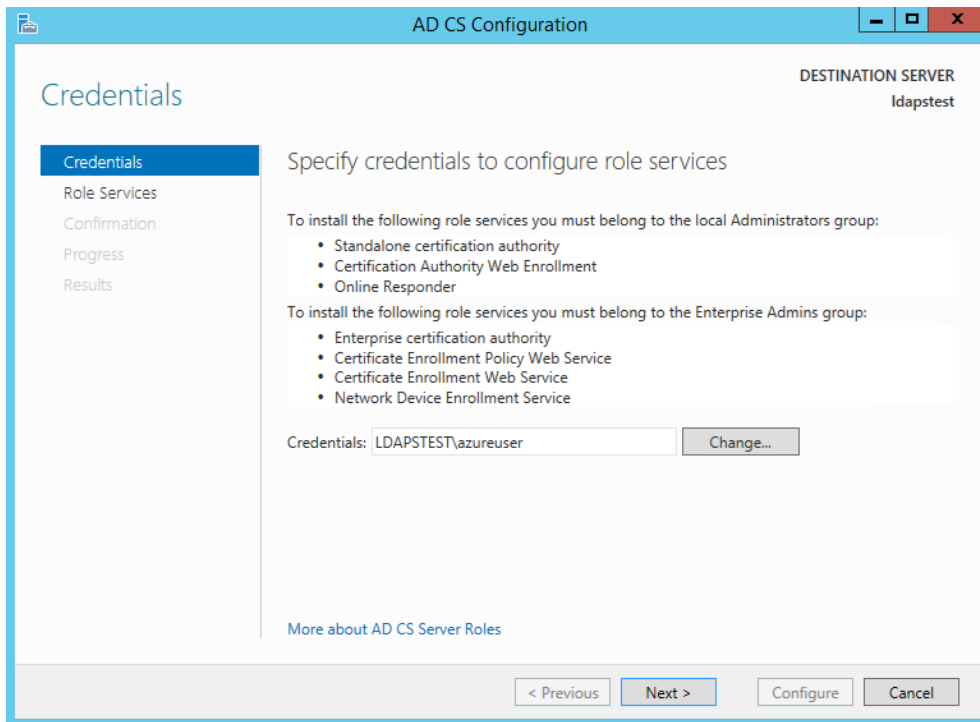 AD CS Configuration
DESTINATION SERVER
ldapstest
Credentials
Credentials
Role Services
Confirmation
Progress
Results
Specify credentials to configure role services
To install the following role services you must belong to the local Administrators group:
• Standalone certification authority
• Certification Authority Web Enrollment
• Online Responder
To install the following role services you must belong to the Enterprise Admins group:
• Enterprise certification authority
• Certificate Enrollment Policy Web Service
• Certificate Enrollment Web Service
• Network Device Enrollment Service
Credentials: LDAPSTEST\azureuser Change...
More about AD CS Server Roles
< Previous Next > Configure Cancel